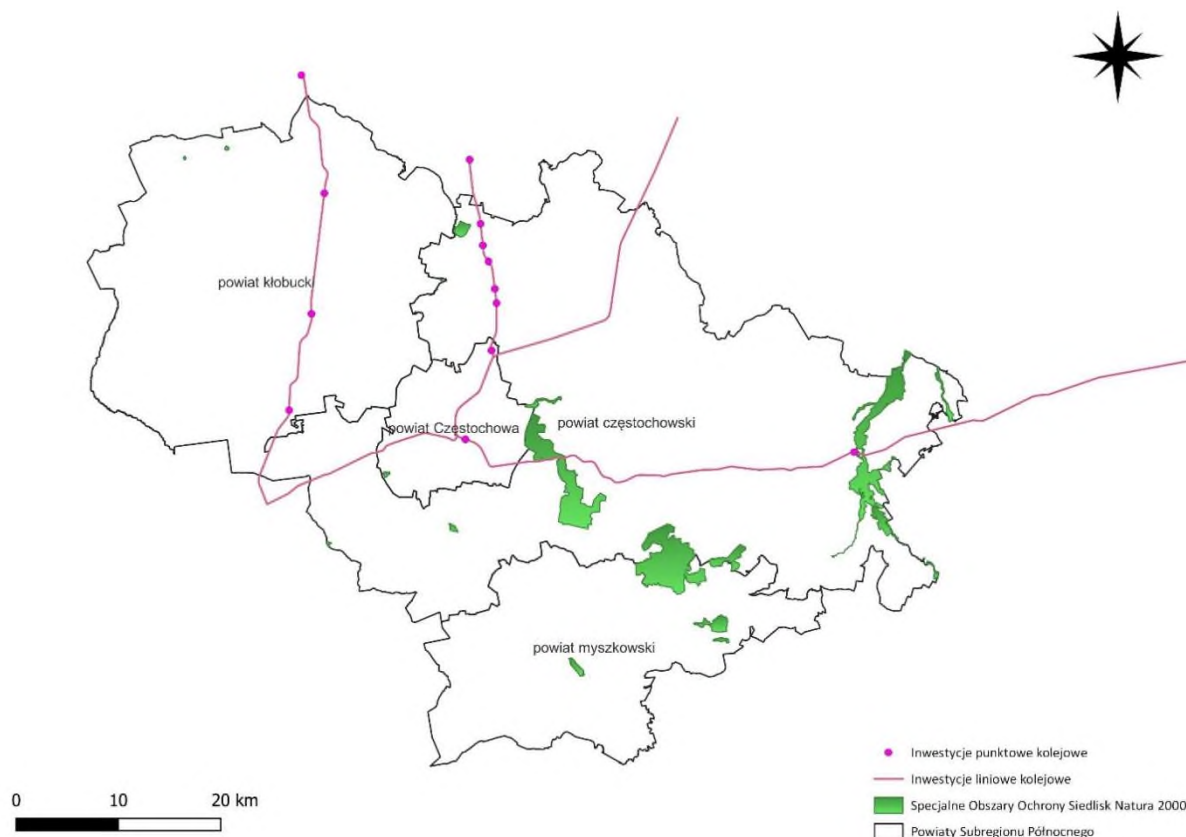 powiat kłobucki
powiat Częstochowa
powiat częstochowski
powiat myszkowski
Inwestycje punktowe kolejowe
Inwestycje liniowe kolejowe
Specjalne Obszary Ochrony Siedlisk Natura 2000
Powiaty Subregionu Północnego
0 10 20 km